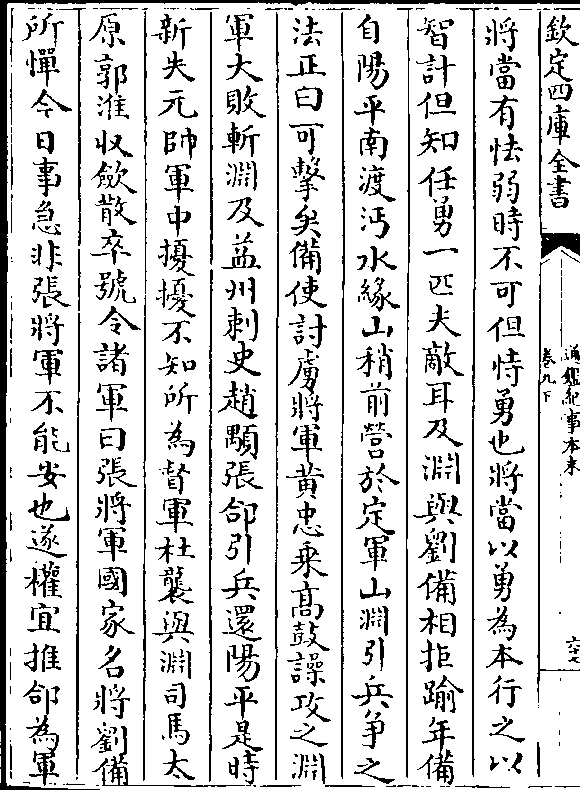 欽定四庫全書
通鑑紀事本末
卷九下
六十七
將當有怯弱時不可但恃勇也將當以勇為本行之以
智計但知任勇一匹夫敵耳及淵與劉備相拒踰年備
自陽平南渡沔水緣山稍前營於定軍山淵引兵爭之
法正曰可擊矣備使討虜將軍黃忠乘高鼓譟攻之淵
軍大敗斬淵及益州刺史趙顒張郃引兵還陽平是時
新失元帥軍中擾擾不知所為督軍杜襲與淵司馬太
原郭淮收斂散卒號令諸軍曰張將軍國家名將劉備
所憚今日事急非張將軍不能安也遂權宜推郃為軍